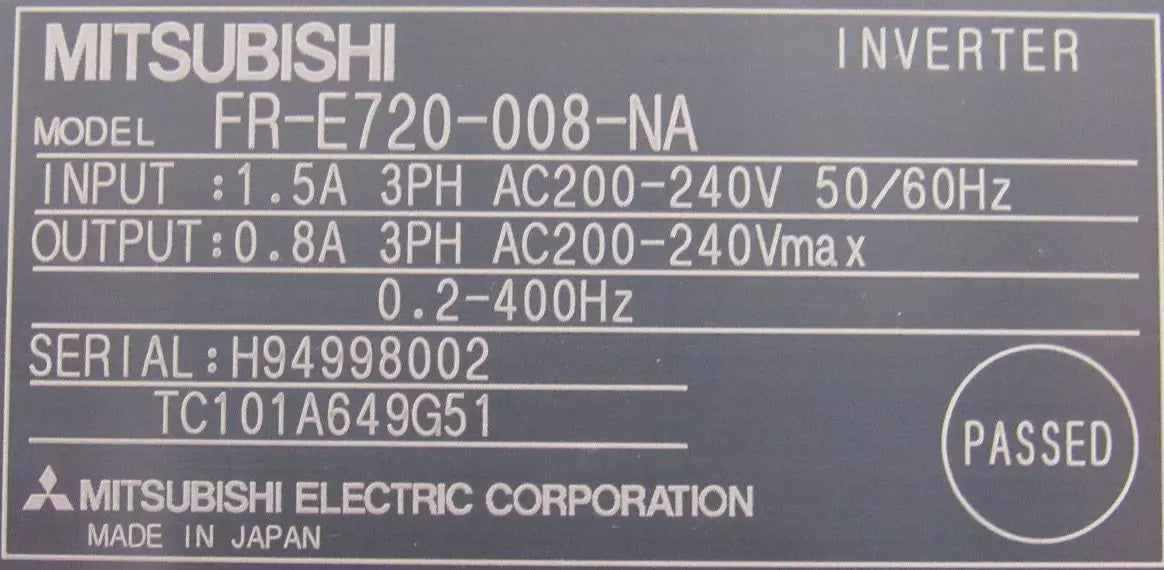 MITSUBISHI INVERTER
MODEL FR-E720-008-NA
INPUT :1.5A 3PH AC200-240V 50/60Hz
OUTPUT:0.8A 3PH AC200-240Vmax
0.2-400Hz
SERIAL:H94998002
TC101A649G51
PASSED
MITSUBISHI ELECTRIC CORPORATION
MADE IN JAPAN